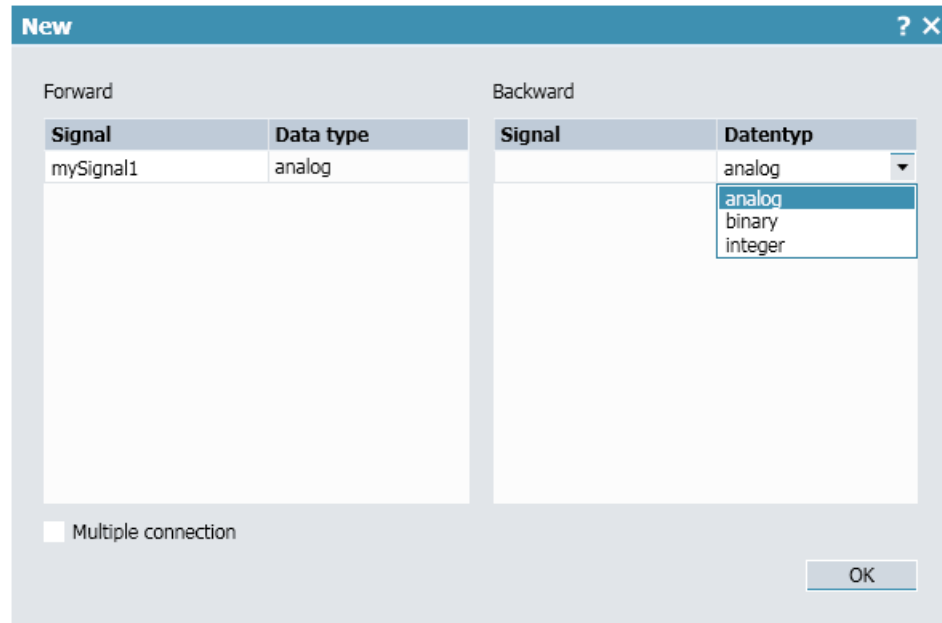 New
? ×
Forward
Backward
Signal Data type
Signal Datentyp
mySignal1 analog
analog
analog
binary
integer
Multiple connection
OK